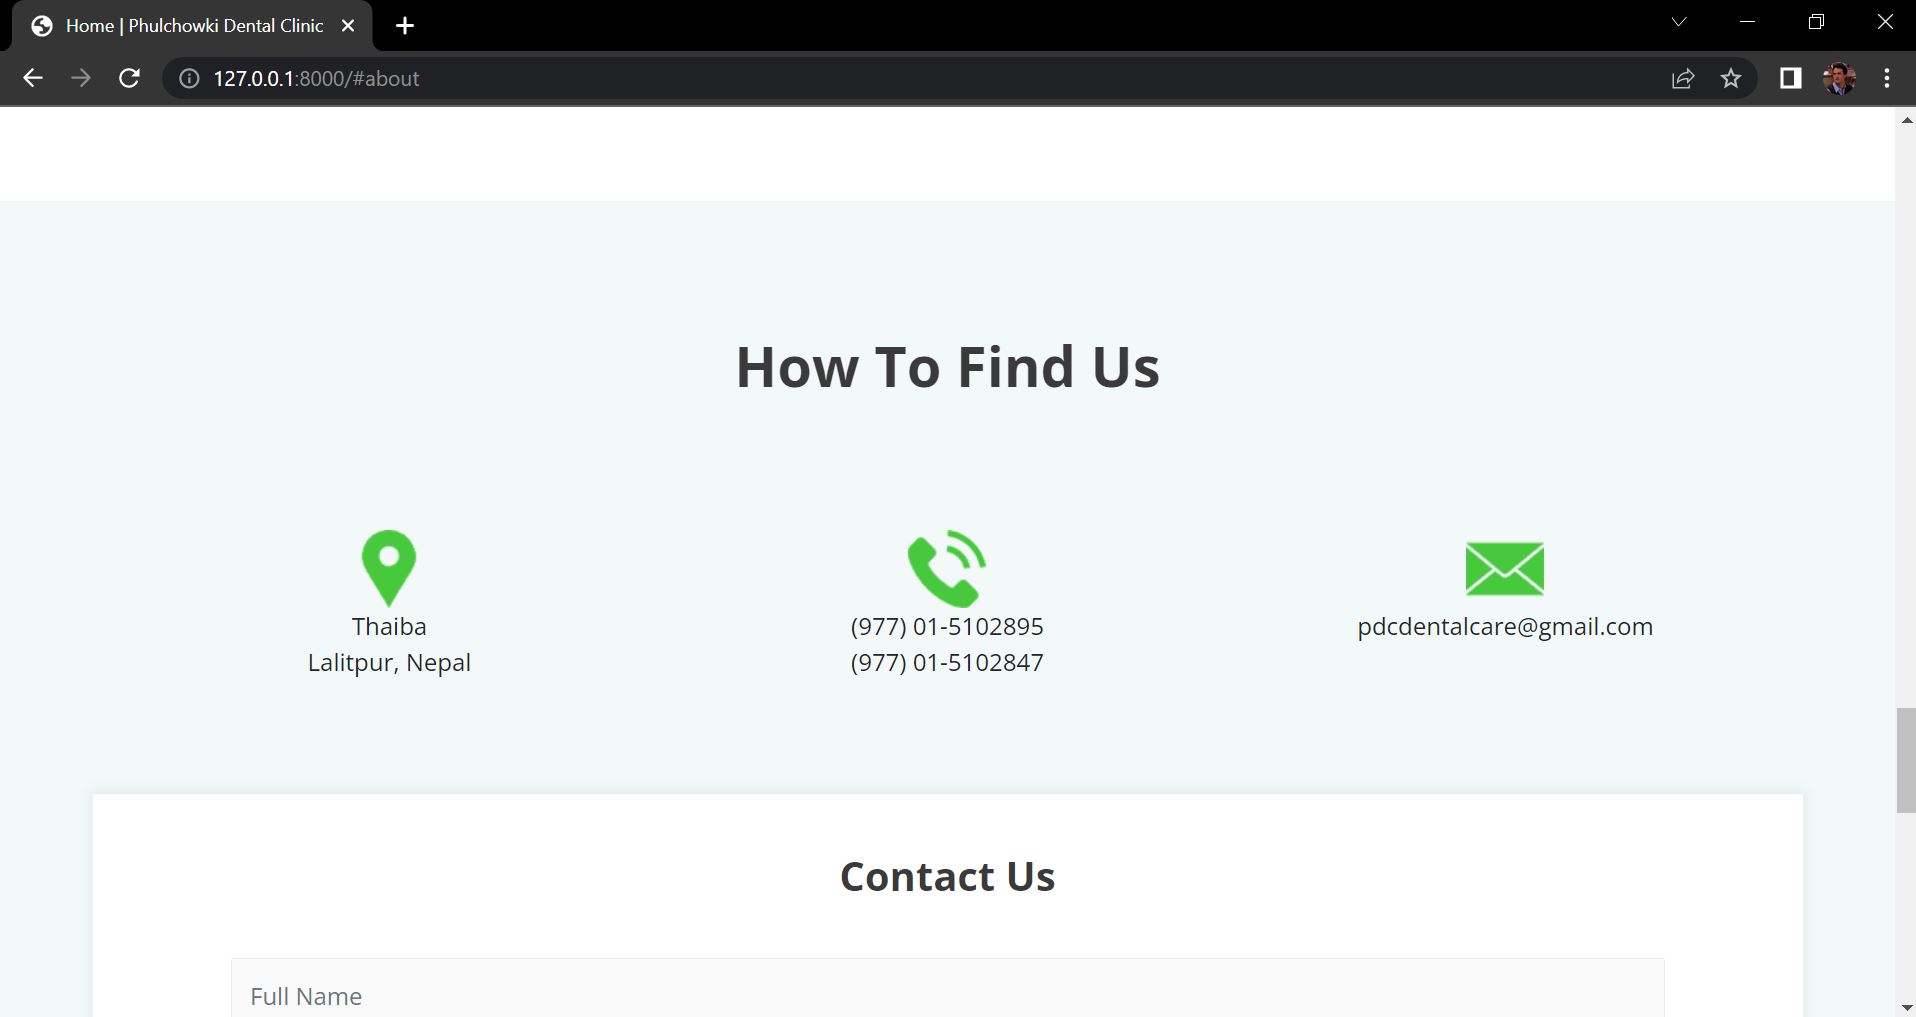 Home | Phulchowki Dental Clinic
127.0.0.1:8000/#about
How To Find Us
Thaiba
Lalitpur, Nepal
(977) 01-5102895
(977) 01-5102847
pdcdentalcare@gmail.com
Contact Us
Full Name